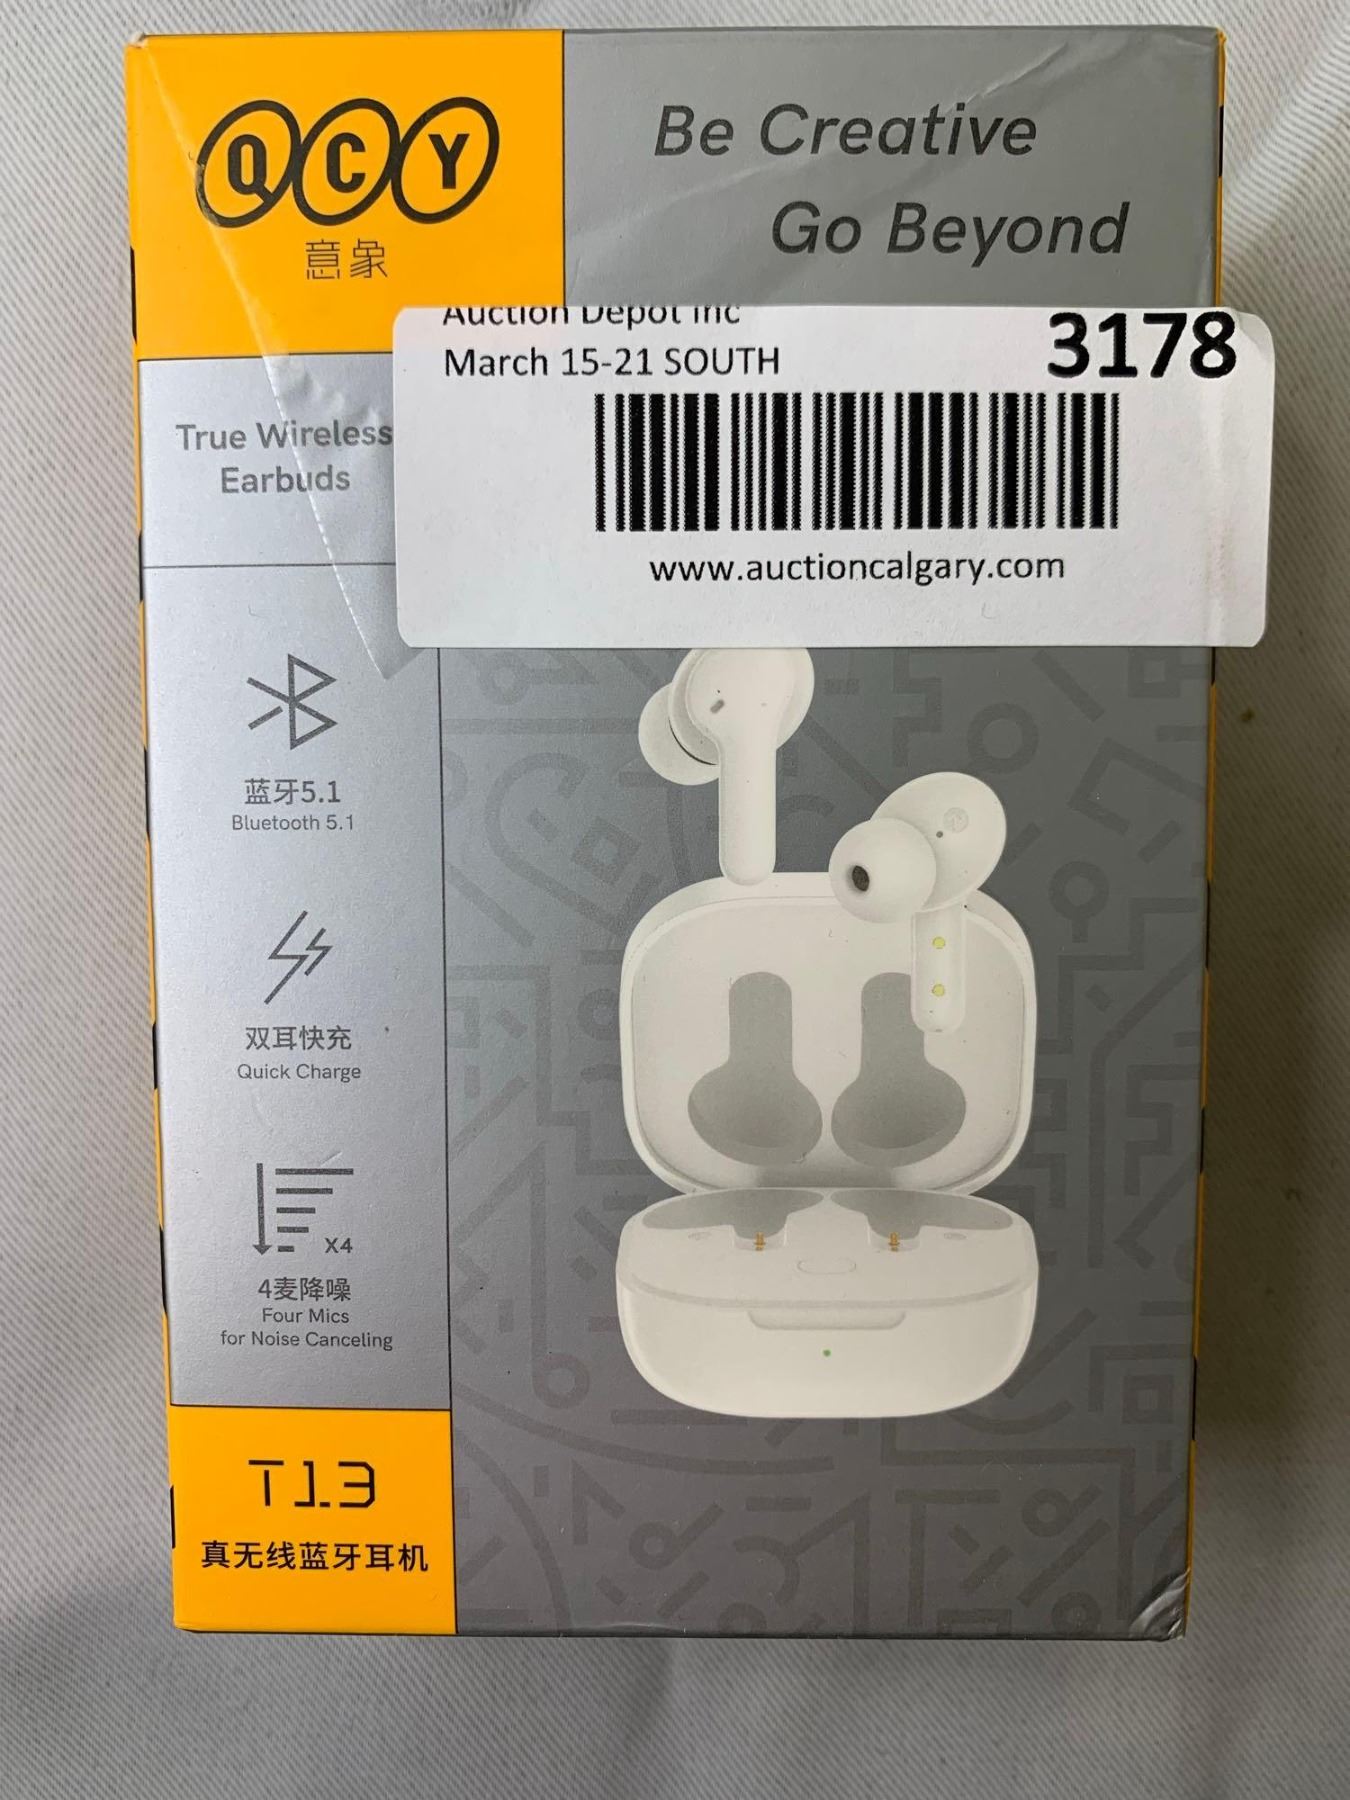 QCY
意象
Be Creative
Go Beyond
Auction Depot Inc
March 15-21 SOUTH
3178
www.auctioncalgary.com
True Wireless
Earbuds
蓝牙5.1
Bluetooth 5.1
双耳快充
Quick Charge
X4
4麦降噪
Four Mics
for Noise Canceling
T13
真无线蓝牙耳机